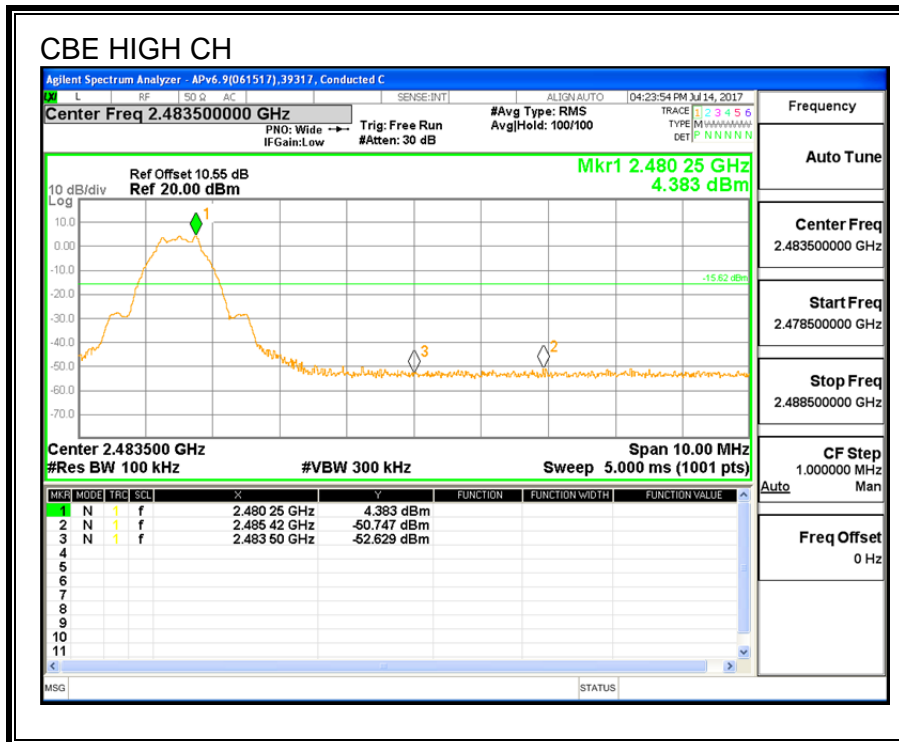 CBE HIGH CH
Agilent Spectrum Analyzer - APv6.9(061517),39317, Conducted C
LXI L RF 50 Ω AC SENSE:INT ALIGN AUTO 04:23:54 PM Jul 14, 2017
Center Freq 2.483500000 GHz
PNO: Wide
IFGain:Low
Trig: Free Run
#Atten: 30 dB
#Avg Type: RMS
Avg|Hold: 100/100
TRACE 1 2 3 4 5 6
TYPE M WWWWW
DET P N N N N N
Frequency
Auto Tune
Center Freq
2.483500000 GHz
Start Freq
2.478500000 GHz
Stop Freq
2.488500000 GHz
CF Step
1.000000 MHz
Auto Man
Freq Offset
0 Hz
Mkr1 2.480 25 GHz
4.383 dBm
Ref Offset 10.55 dB
10 dB/div Ref 20.00 dBm
Log
10.0
0.00
-10.0
-20.0
-30.0
-40.0
-50.0
-60.0
-70.0
1
-15.62 dBm
3
2
Center 2.483500 GHz Span 10.00 MHz
#Res BW 100 kHz #VBW 300 kHz Sweep 5.000 ms (1001 pts)
MKR MODE TRC SCL X Y FUNCTION FUNCTION WIDTH FUNCTION VALUE
1 N 1 f 2.480 25 GHz 4.383 dBm
2 N 1 f 2.485 42 GHz -50.747 dBm
3 N 1 f 2.483 50 GHz -52.629 dBm
4
5
6
7
8
9
10
11
MSG STATUS